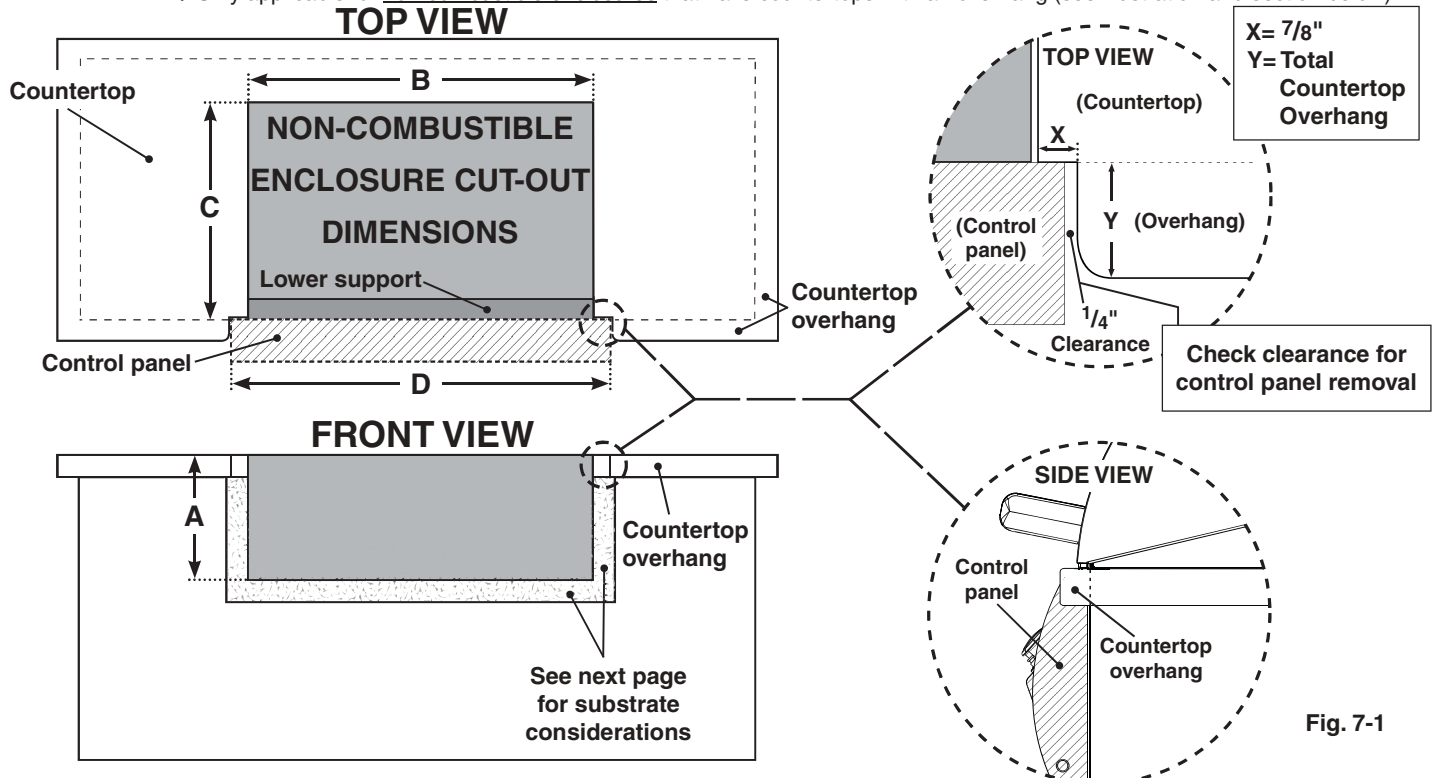 TOP VIEW
Countertop
B
NON-COMBUSTIBLE
ENCLOSURE CUT-OUT
DIMENSIONS
C
Lower support
Countertop
overhang
Control panel
D
X= 7/8"
Y= Total
Countertop
Overhang
TOP VIEW
(Countertop)
X
(Control
panel)
Y
(Overhang)
1/4"
Clearance
Check clearance for
control panel removal
FRONT VIEW
A
Countertop
overhang
See next page
for substrate
considerations
SIDE VIEW
Control
panel
Countertop
overhang
Fig. 7-1